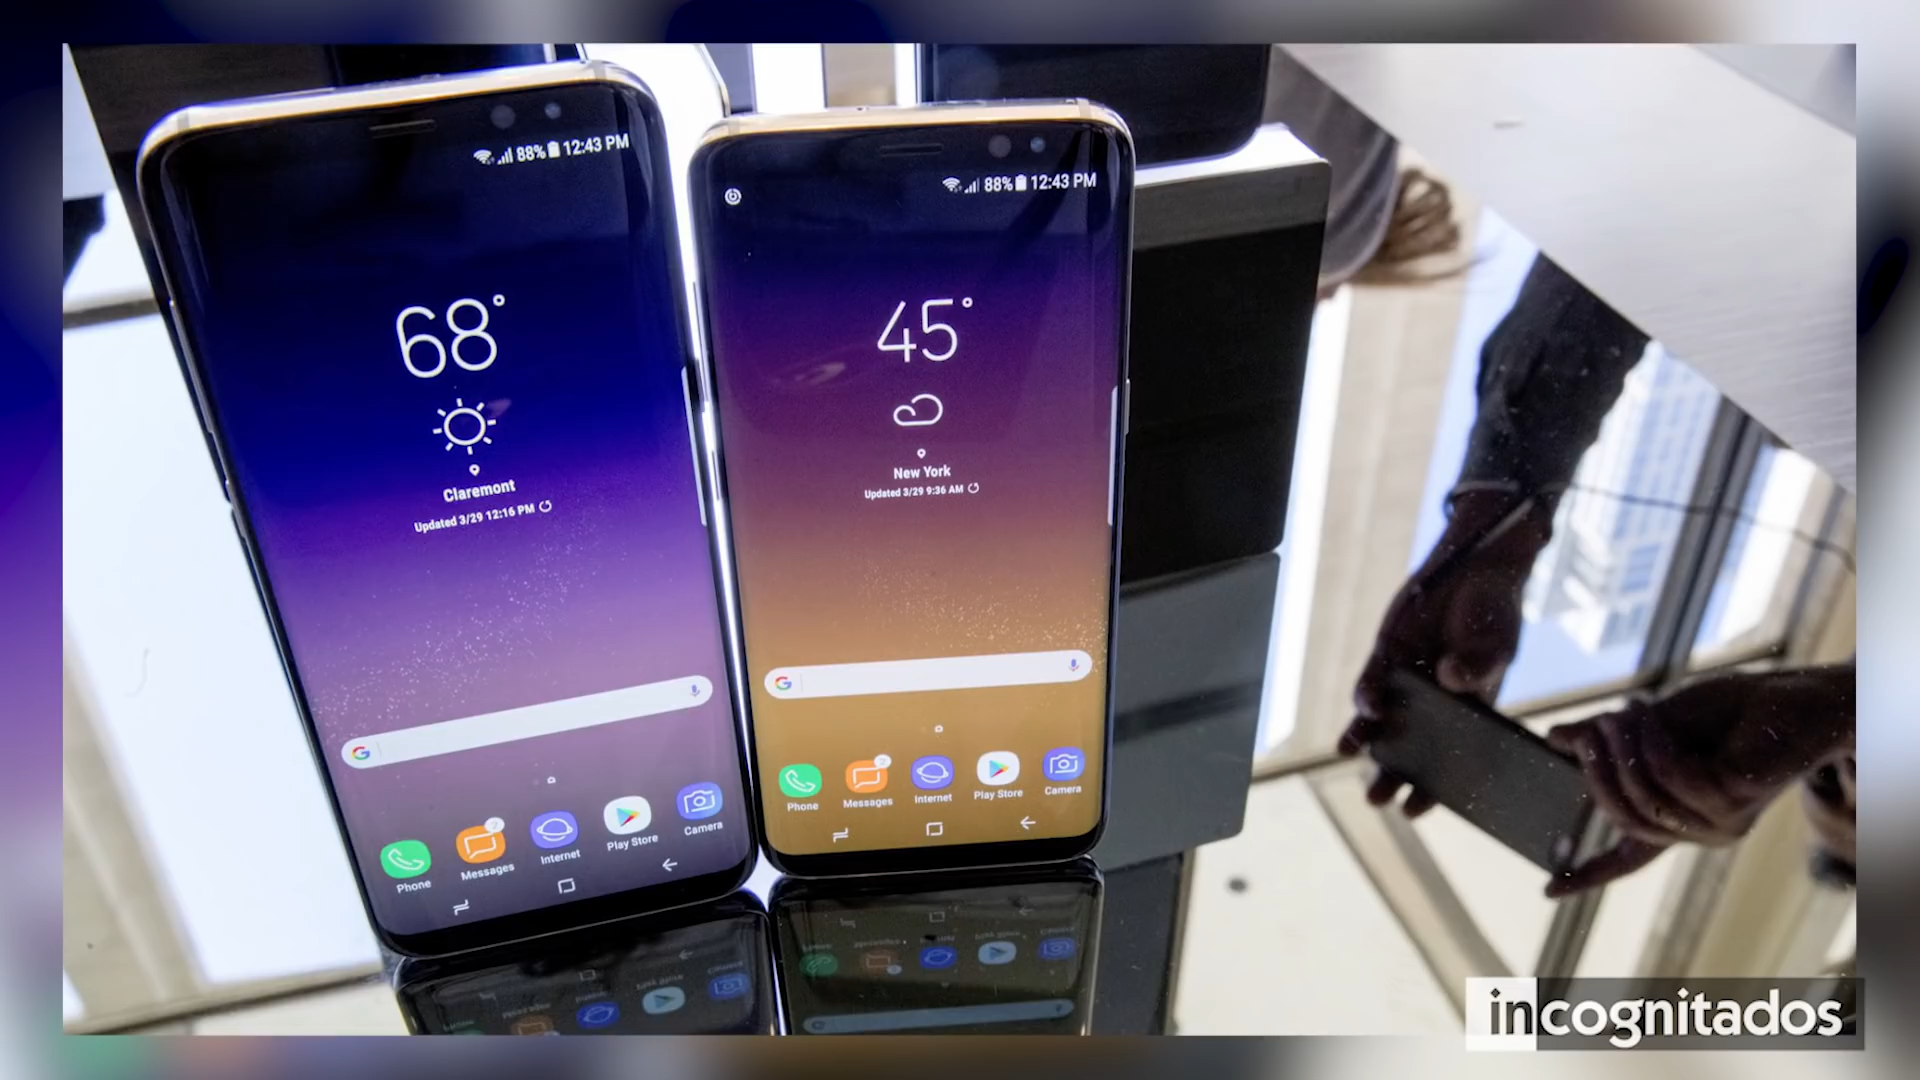 88% 12:43 PM
68°
Claremont
Updated 3/29 12:16 PM
G
Phone
2
Messages
Internet
Play Store
Camera
88% 12:43 PM
45°
New York
Updated 3/29 9:36 AM
G
Phone
2
Messages
Internet
Play Store
Camera
incognitados